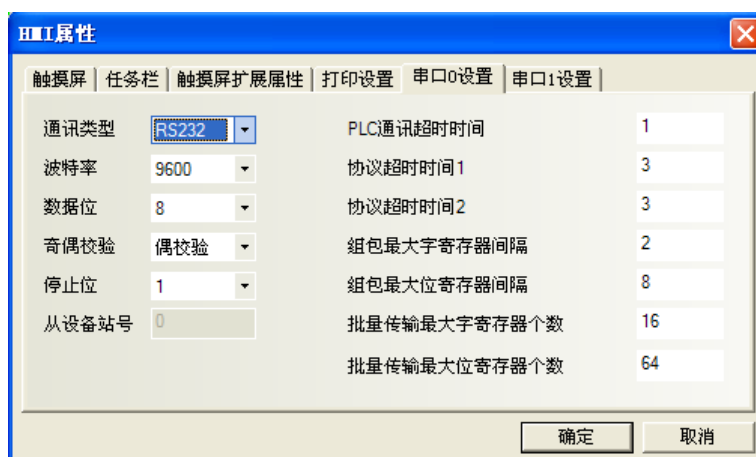 HMI属性
触摸屏 任务栏 触摸屏扩展属性 打印设置 串口0设置 串口1设置
通讯类型 RS232 PLC通讯超时时间 1
波特率 9600 协议超时时间1 3
数据位 8 协议超时时间2 3
奇偶校验 偶校验 组包最大字寄存器间隔 2
停止位 1 组包最大位寄存器间隔 8
从设备站号 0 批量传输最大字寄存器个数 16
批量传输最大位寄存器个数 64
确定 取消